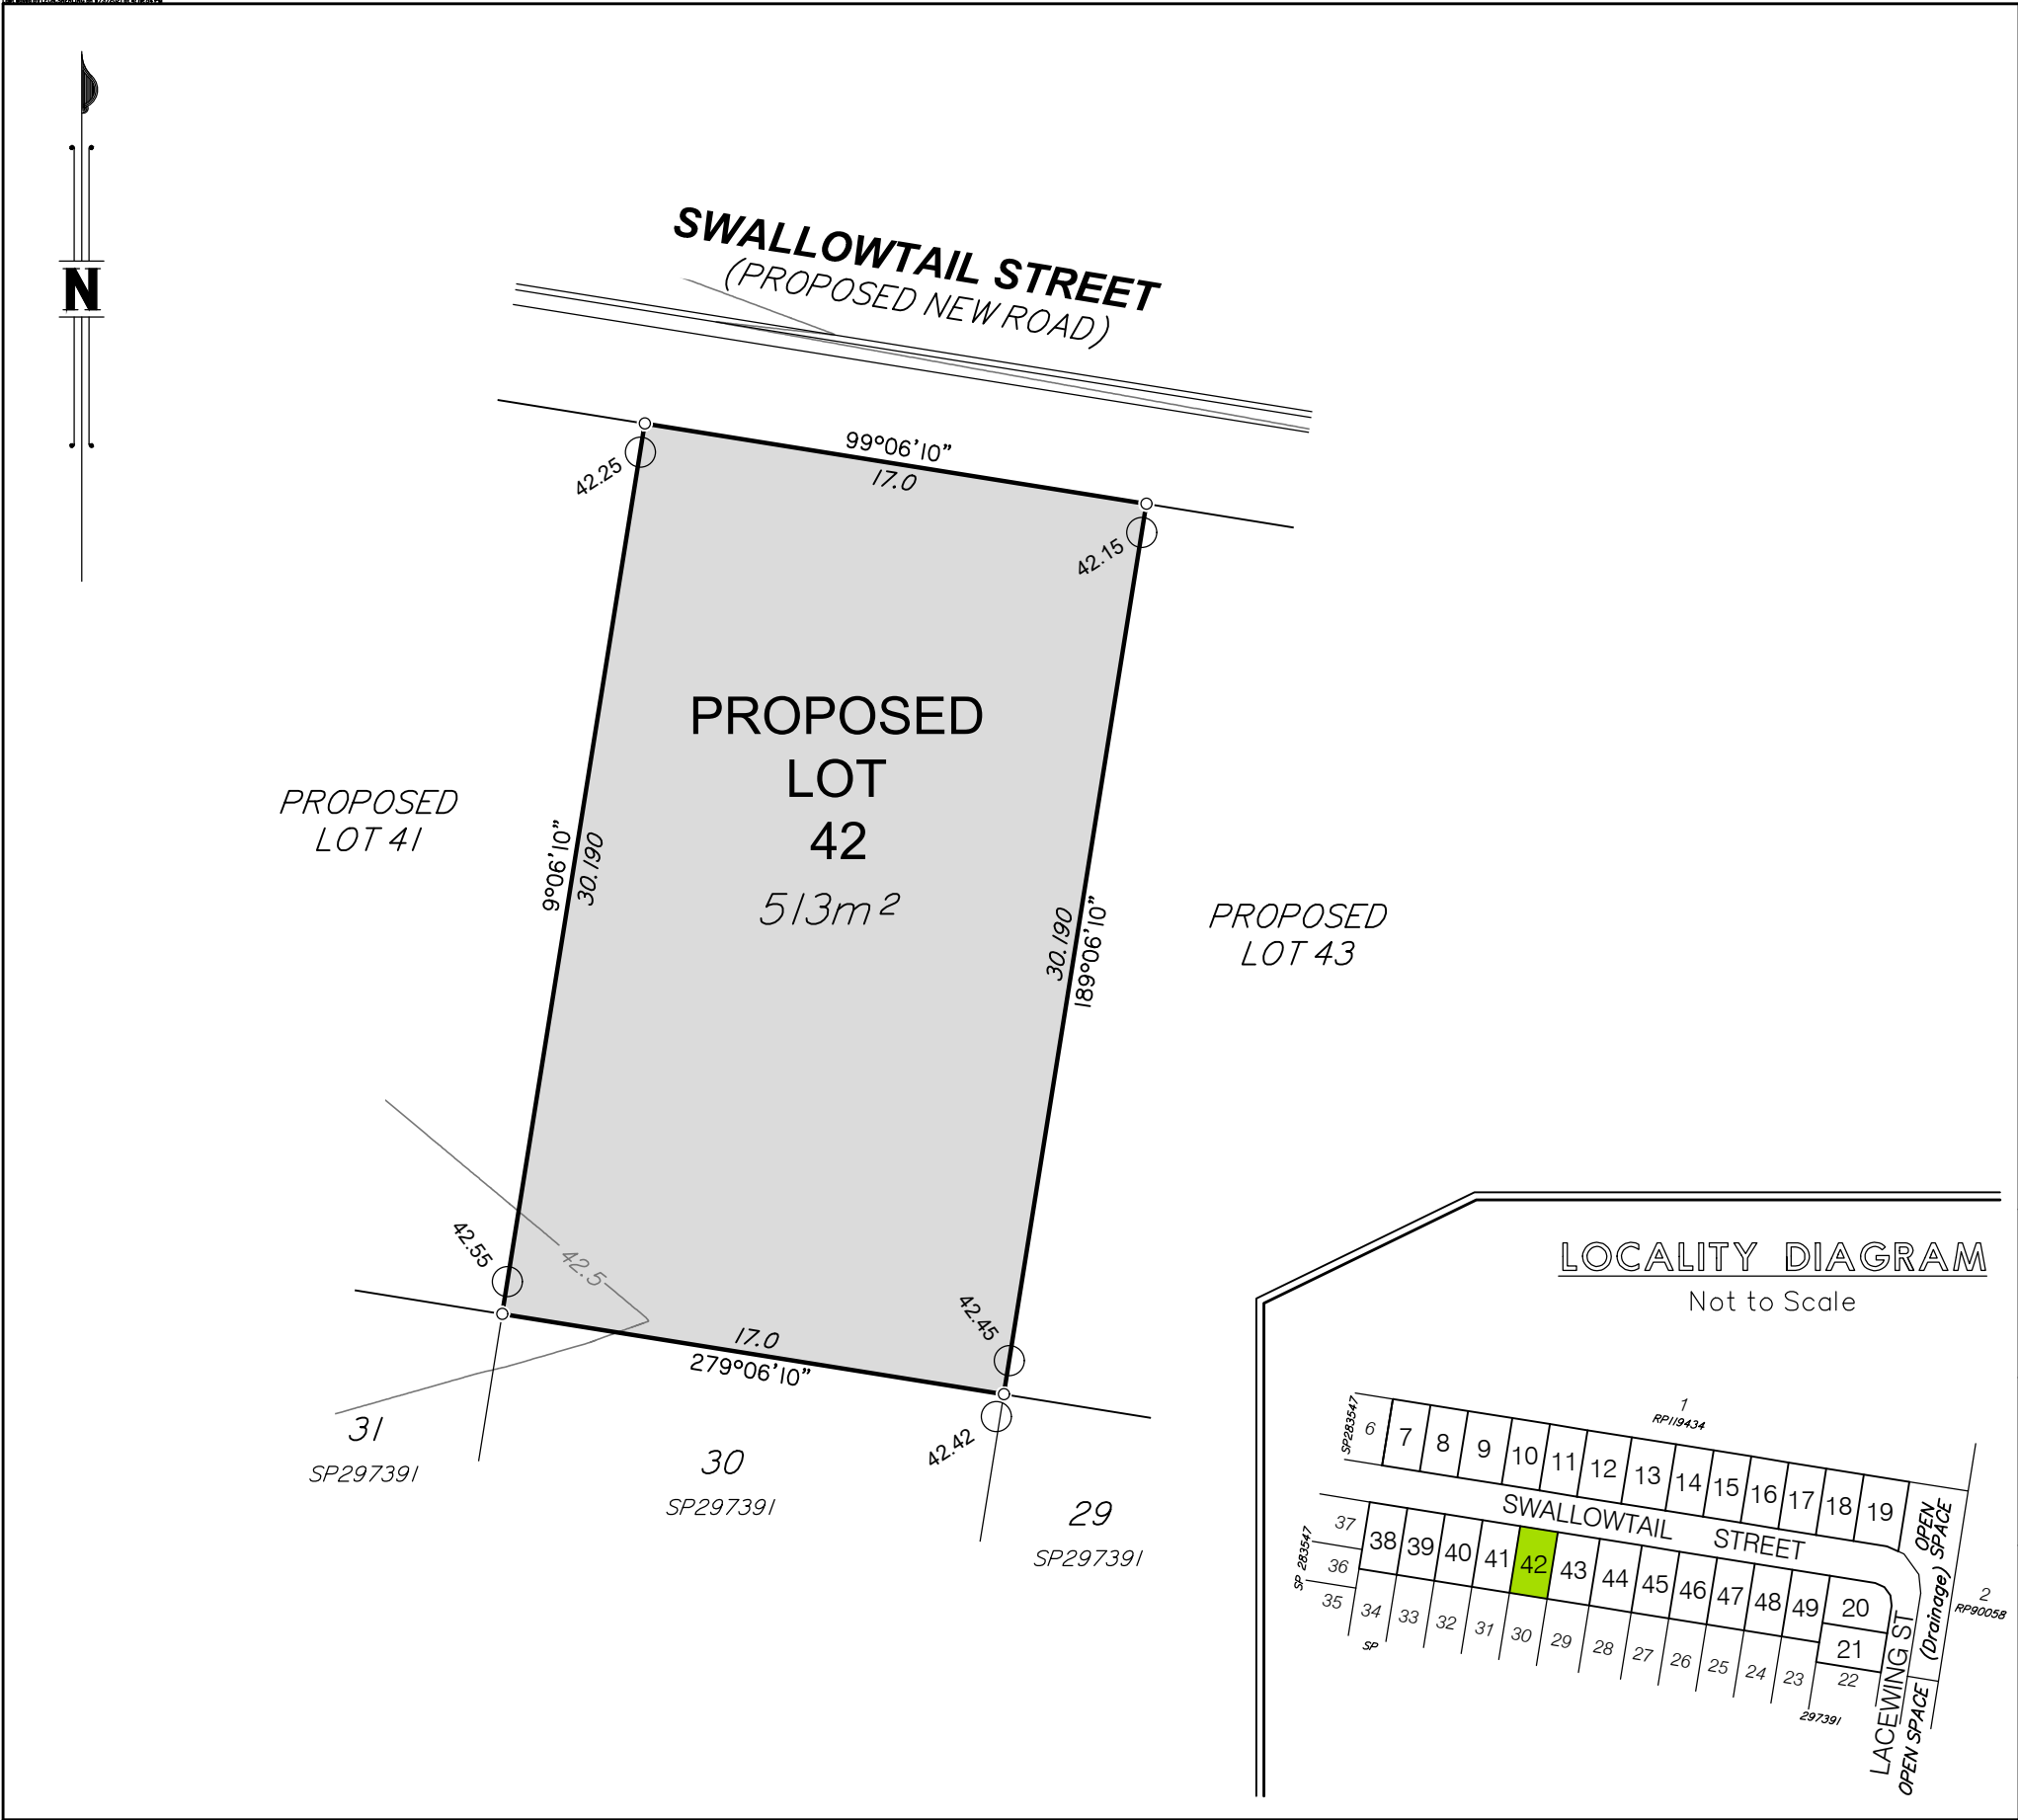 N
SWALLOWTAIL STREET
(PROPOSED NEW ROAD)
99°06'10"
17.0
42.25
42.15
PROPOSED
LOT
42
513m²
PROPOSED
LOT 41
9°06'10"
30.190
30.190
189°06'10"
PROPOSED
LOT 43
42.55
42.5
42.45
17.0
279°06'10"
42.42
31
SP297391
30
SP297391
29
SP297391
LOCALITY DIAGRAM
Not to Scale
1
RP119434
SP283547
6 7 8 9 10 11 12 13 14 15 16 17 18 19
SWALLOWTAIL STREET
OPEN SPACE
(Drainage)
37
36
35
SP 283547
38 39 40 41 42 43 44 45 46 47 48 49 20
21
22
34 33 32 31 30 29 28 27 26 25 24 23
SP
297391
LACEWING ST
OPEN SPACE
2
RP90058